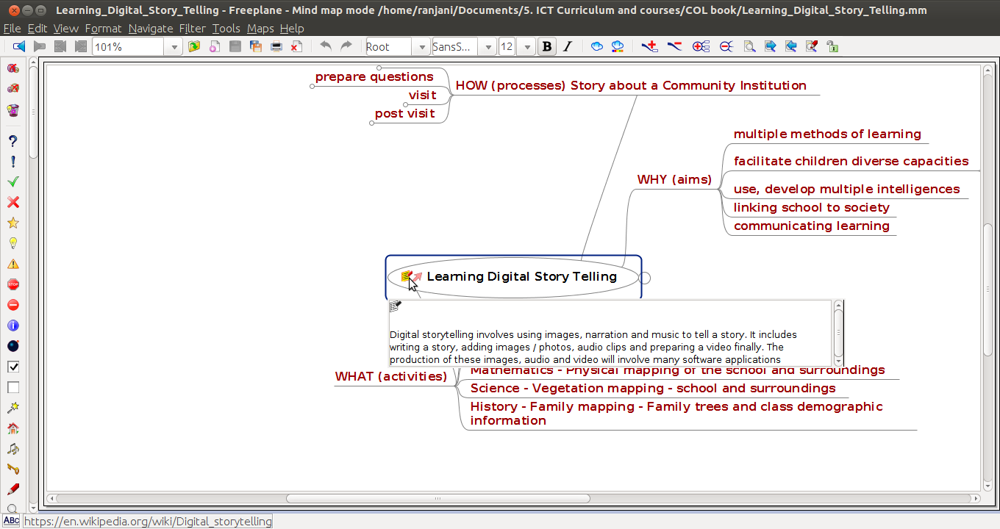 Learning_Digital_Story_Telling - Freeplane - Mind map mode /home/ranjani/Documents/5. ICT Curriculum and courses/COL book/Learning_Digital_Story_Telling.mm
File Edit View Format Navigate Filter Tools Maps Help
101% Root SansS... 12 B I
prepare questions
visit
post visit
HOW (processes) Story about a Community Institution
WHY (aims)
multiple methods of learning
facilitate children diverse capacities
use, develop multiple intelligences
linking school to society
communicating learning
Learning Digital Story Telling
Digital storytelling involves using images, narration and music to tell a story. It includes
writing a story, adding images / photos, audio clips and preparing a video finally. The
production of these images, audio and video will involve many software applications
WHAT (activities)
Mathematics - Physical mapping of the school and surroundings
Science - Vegetation mapping - school and surroundings
History - Family mapping - Family trees and class demographic
information
STOP
ABC
https://en.wikipedia.org/wiki/Digital_storytelling